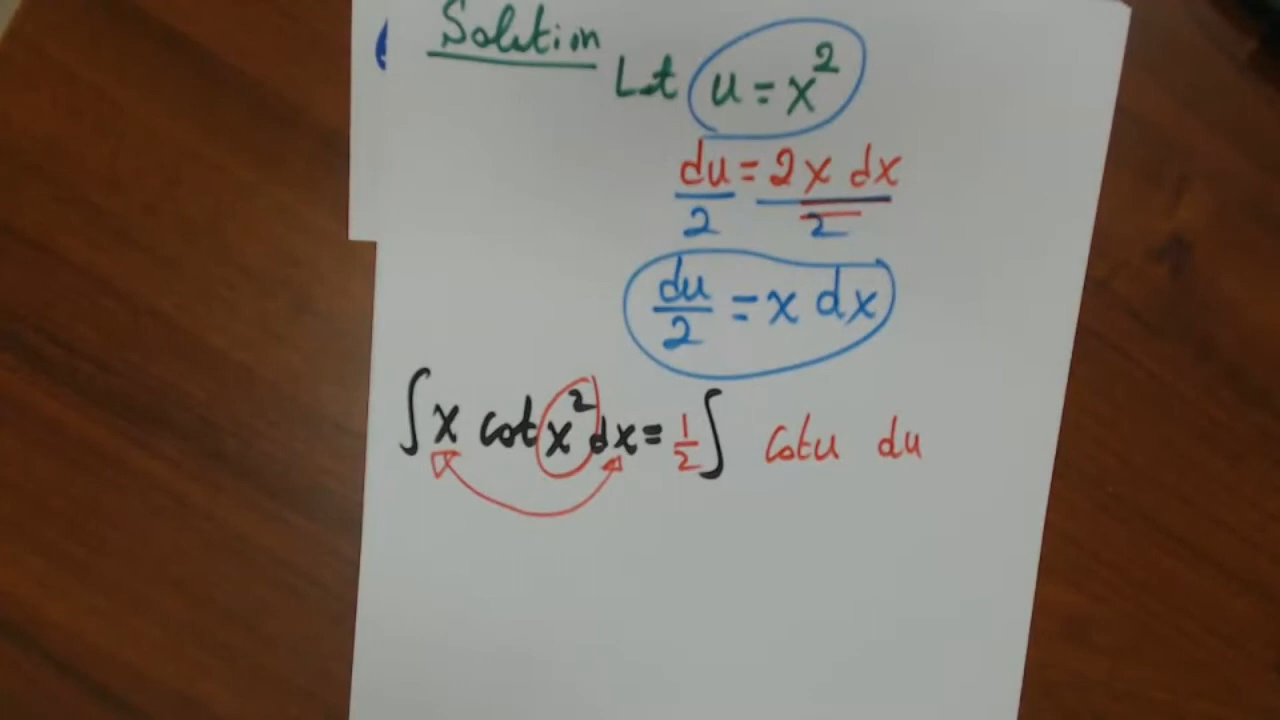 Solution
Let u = x²
du = 2x dx
2 2
du/2 = x dx
∫x cot x² dx = 1/2 ∫ cot u du